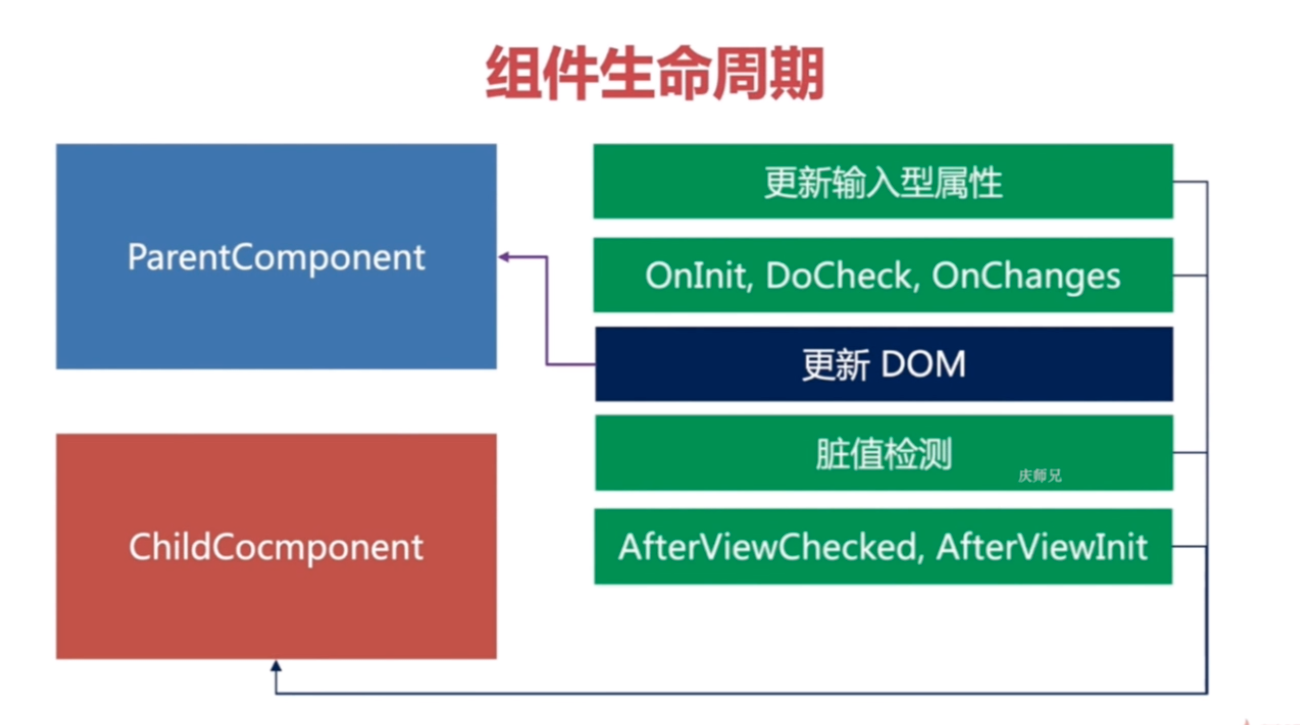 组件生命周期
ParentComponent
更新输入型属性
OnInit, DoCheck, OnChanges
更新 DOM
脏值检测
庆师兄
ChildCocmponent
AfterViewChecked, AfterViewInit